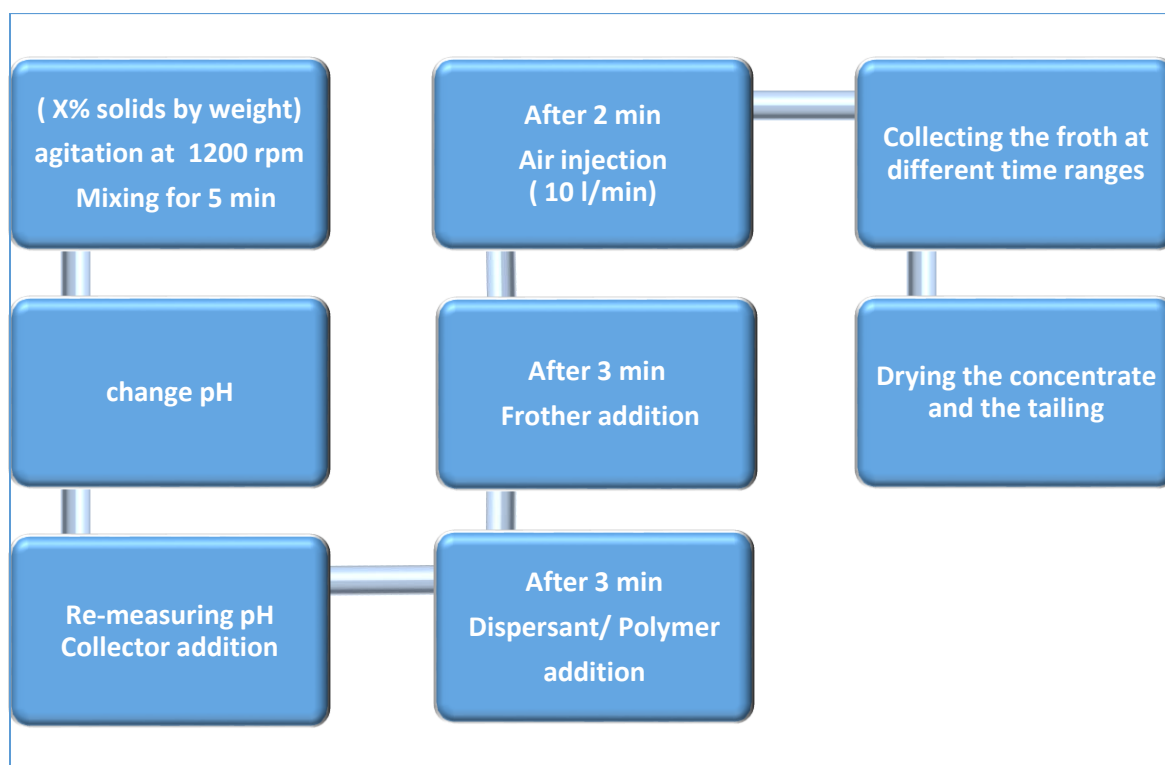 ( X% solids by weight)
agitation at 1200 rpm
Mixing for 5 min
change pH
Re-measuring pH
Collector addition
After 3 min
Dispersant/ Polymer
addition
After 3 min
Frother addition
After 2 min
Air injection
( 10 l/min)
Collecting the froth at
different time ranges
Drying the concentrate
and the tailing